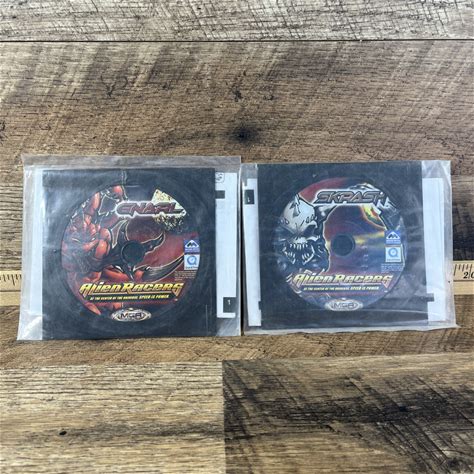 GNARL
Alien Racers
AT THE CENTER OF THE UNIVERSE, SPEED IS POWER.
MGA
SKRASH
Alien Racers
AT THE CENTER OF THE UNIVERSE, SPEED IS POWER.
MGA
2